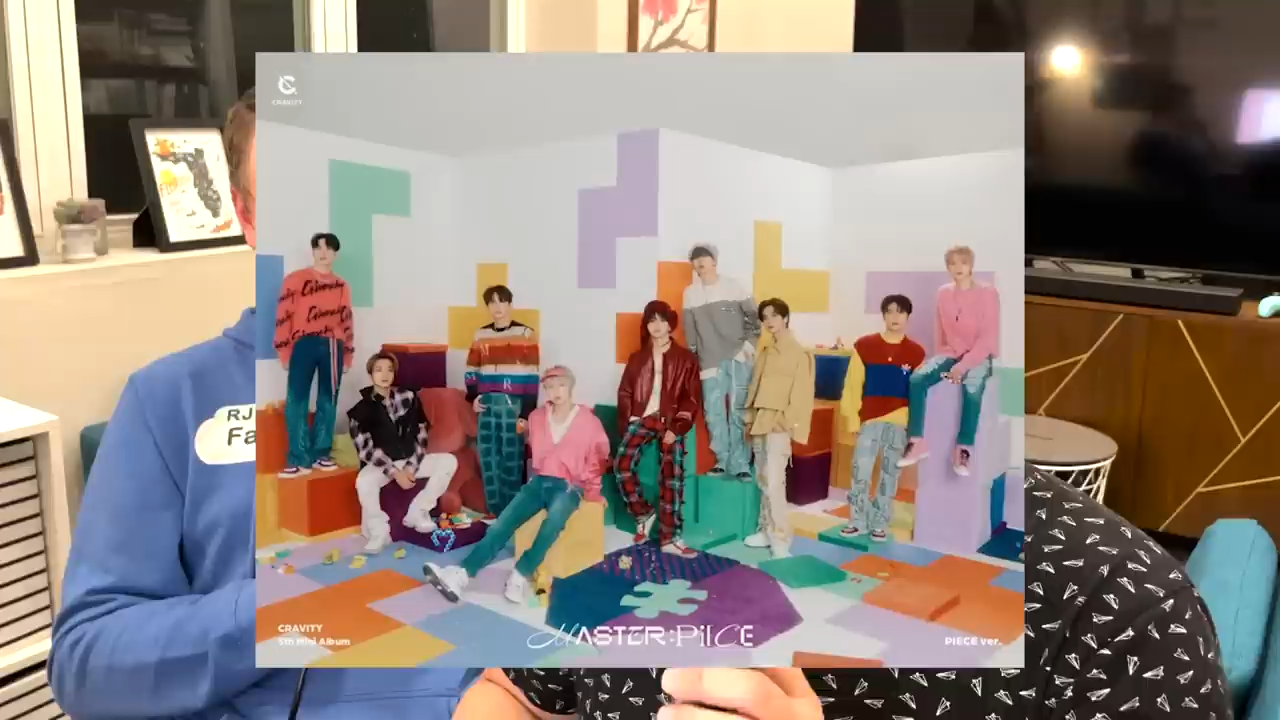 CRAVITY
RJ
Fa
CRAVITY
5th Mini Album
MASTER:PIECE
PIECE ver.
R